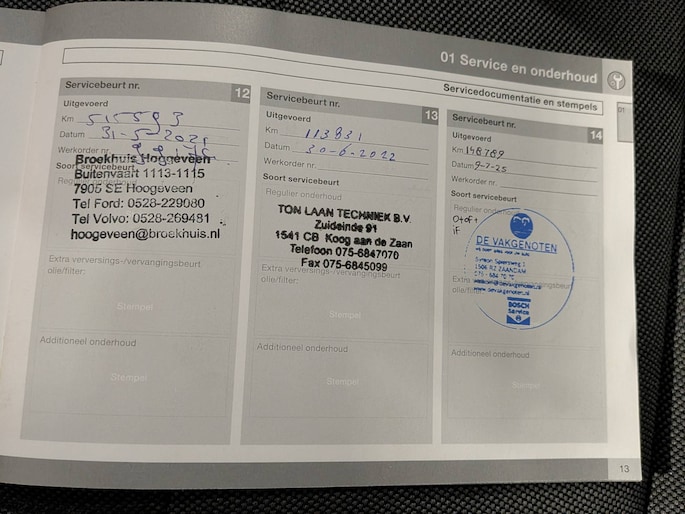 01 Service en onderhoud
Servicedocumentatie en stempels
01
Servicebeurt nr. 12
Uitgevoerd
Km
Datum 31-5-2021
Werkorder nr.
Soort servicebeurt
Broekhuis Hoogeveen
Buitenvaart 1113-1115
7905 SE Hoogeveen
Tel Ford: 0528-229080
Tel Volvo: 0528-269481
hoogeveen@broekhuis.nl
Extra verversings-/vervangingsbeurt
olie/filter:
Stempel
Additioneel onderhoud
Stempel
Servicebeurt nr. 13
Uitgevoerd
Km 113831
Datum 30-6-2022
Werkorder nr.
Soort servicebeurt
Regulier onderhoud
TON LAAN TECHNIEK B.V.
Zuideinde 91
1541 CB Koog aan de Zaan
Telefoon 075-6847070
Fax 075-6845099
Extra verversings-/vervangingsbeurt
olie/filter:
Stempel
Additioneel onderhoud
Stempel
Servicebeurt nr. 14
Uitgevoerd
Km 148789
Datum 9-7-25
Werkorder nr.
Soort servicebeurt
Regulier
DE VAKGENOTEN
1506 RZ ZAANDAM
BOSCH
Service
Additioneel onderhoud
Stempel
13